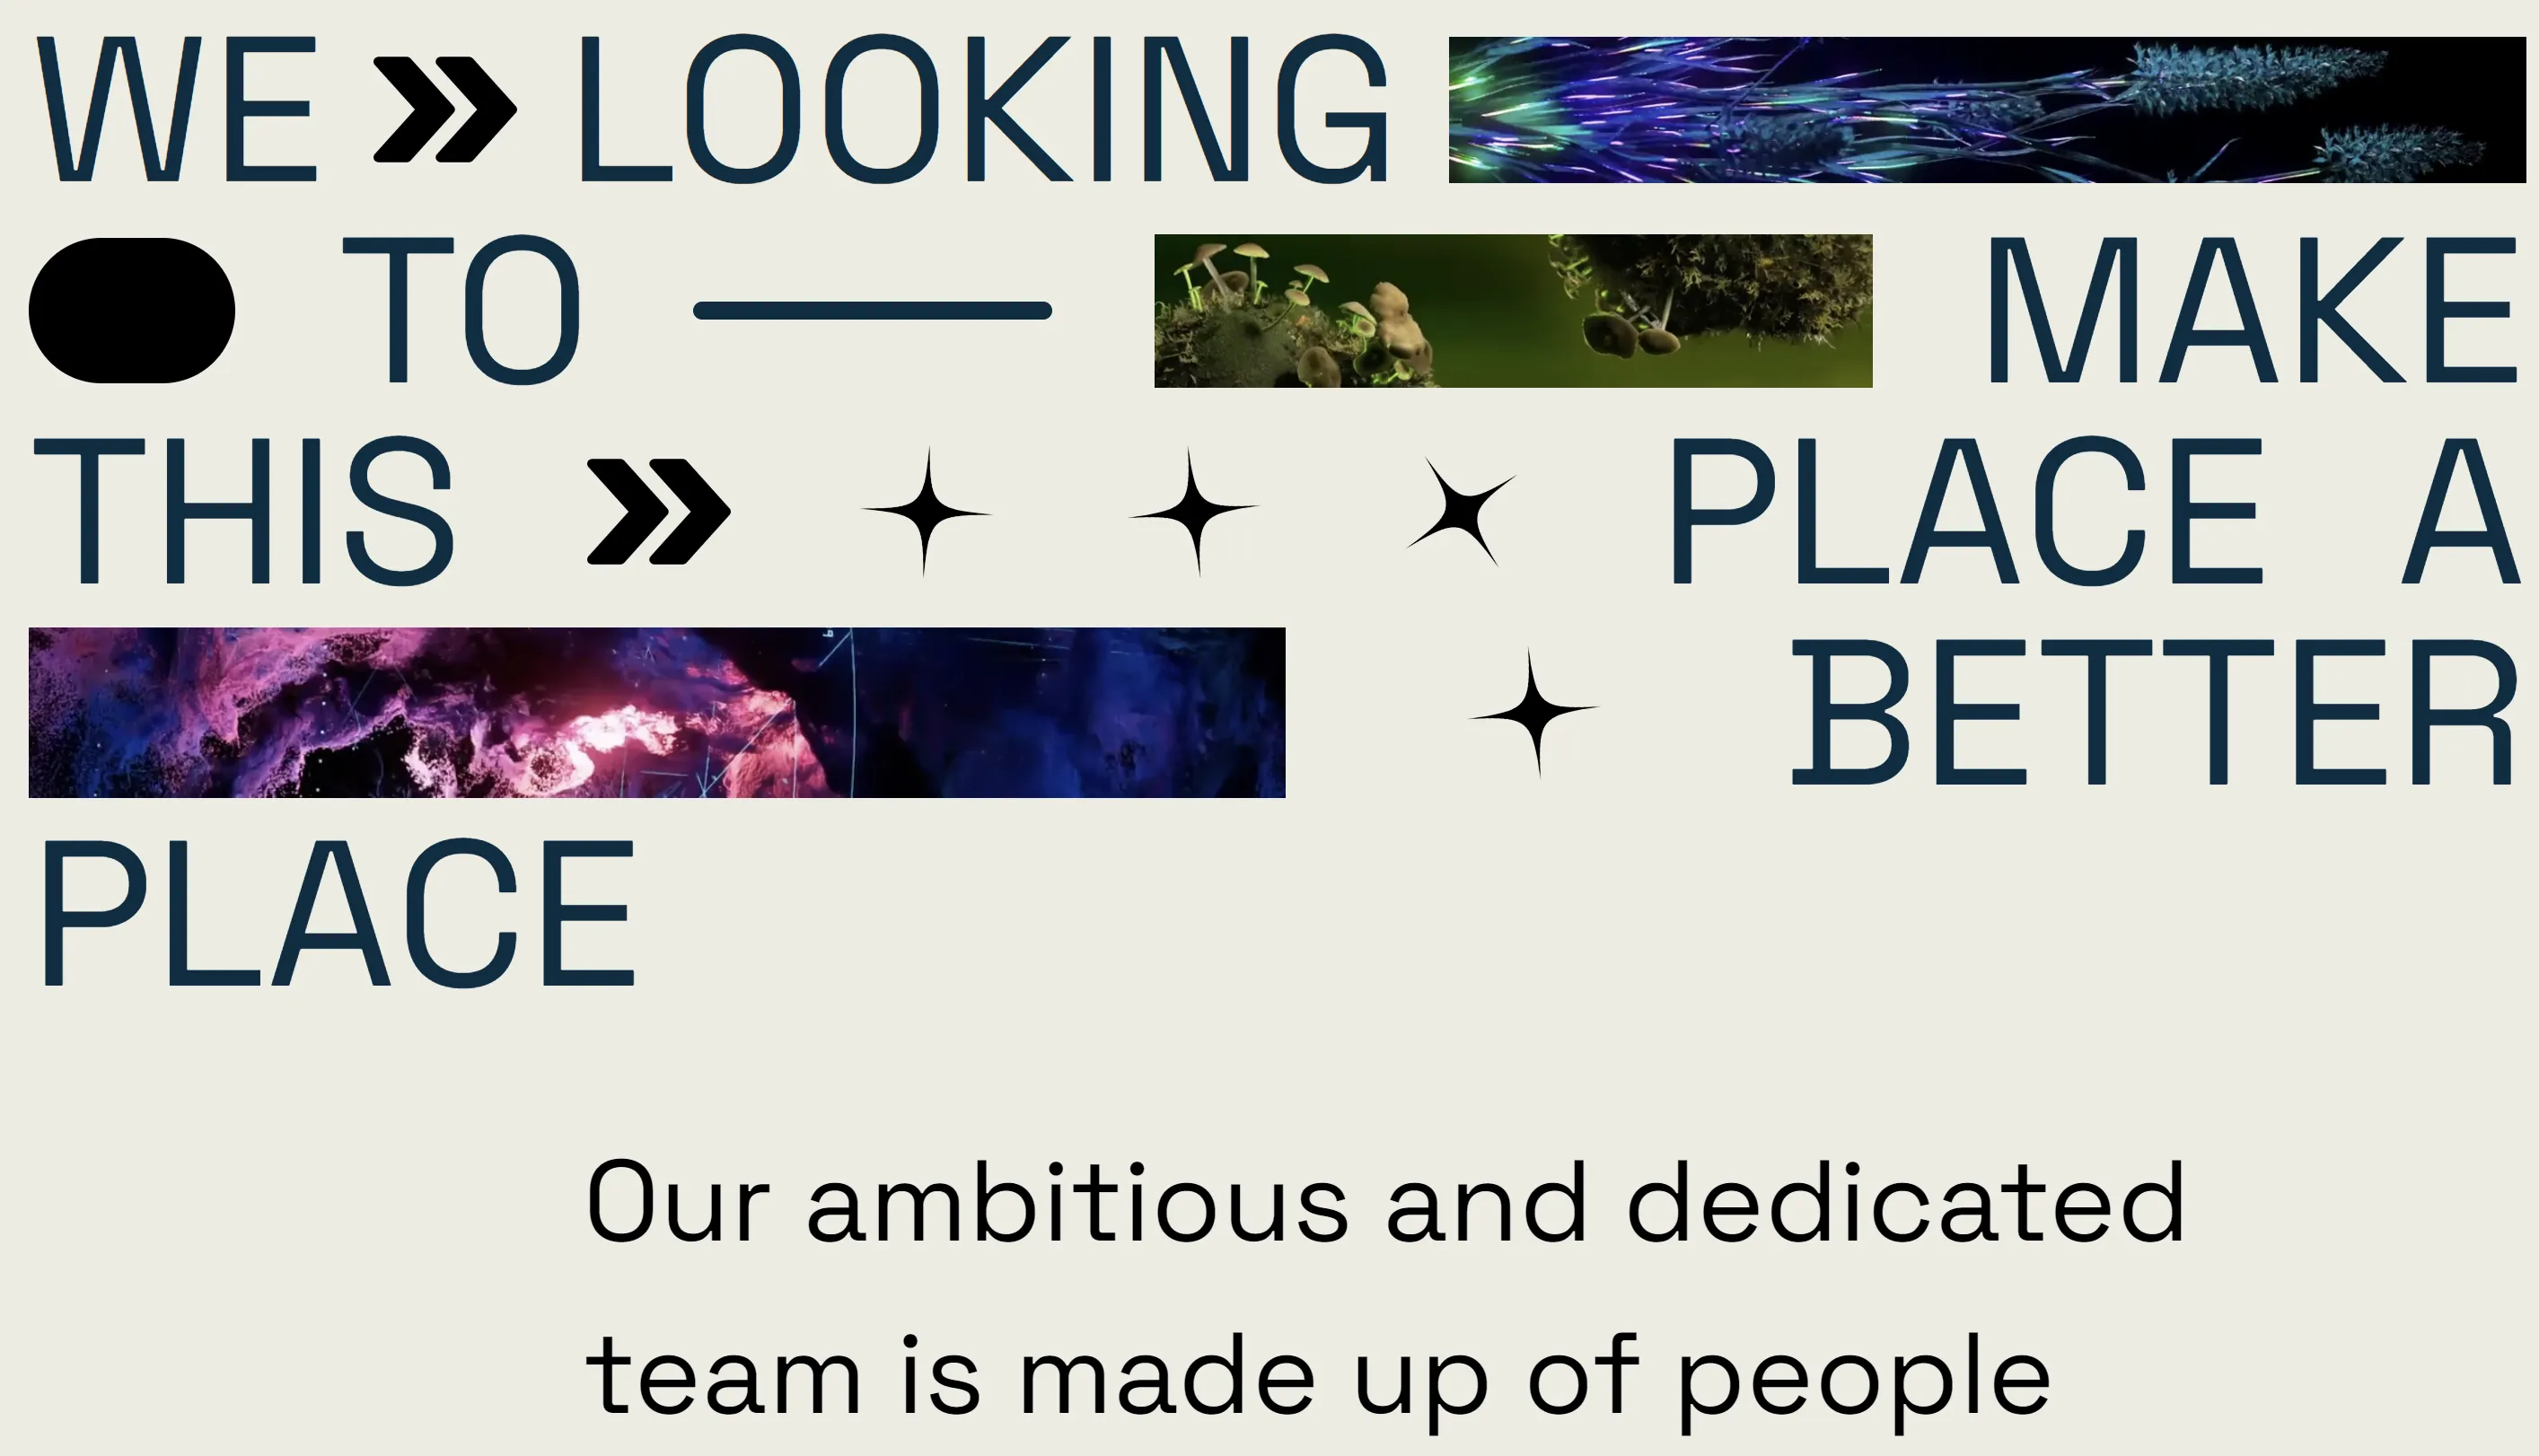 WE » LOOKING
TO — MAKE
THIS » PLACE A
BETTER
PLACE
Our ambitious and dedicated
team is made up of people